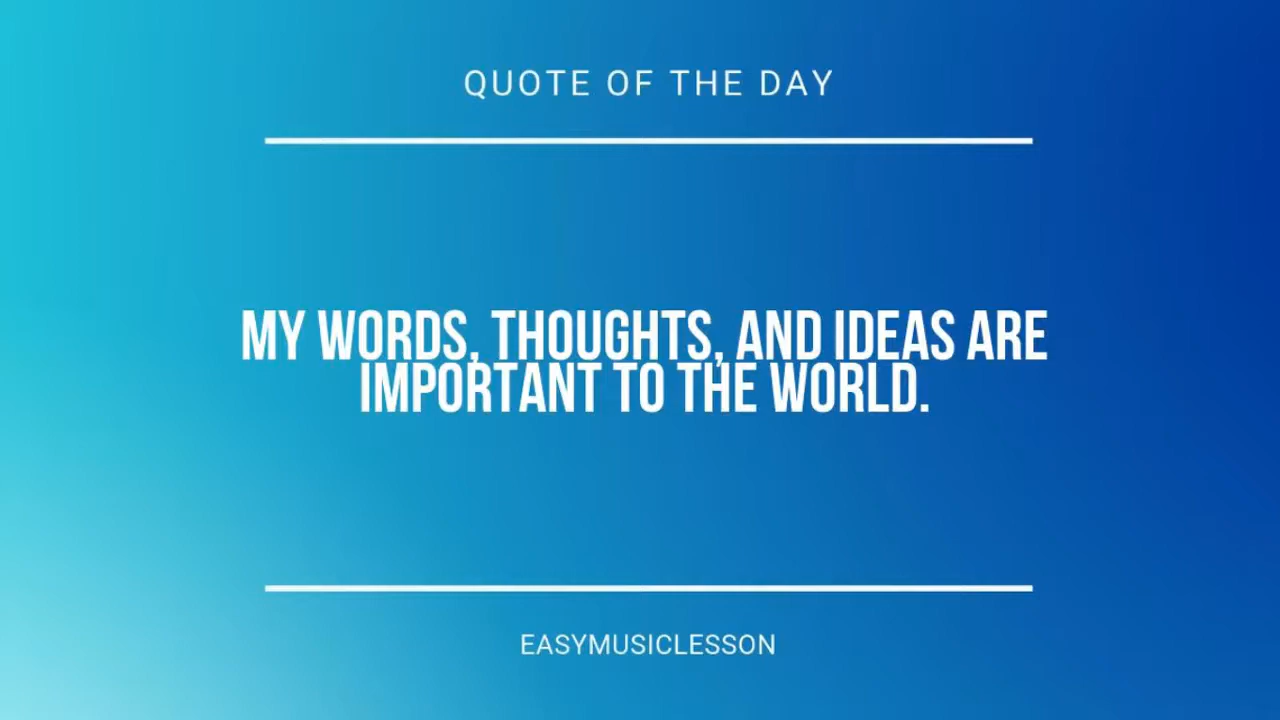 QUOTE OF THE DAY
MY WORDS, THOUGHTS, AND IDEAS ARE
IMPORTANT TO THE WORLD.
EASYMUSICLESSON